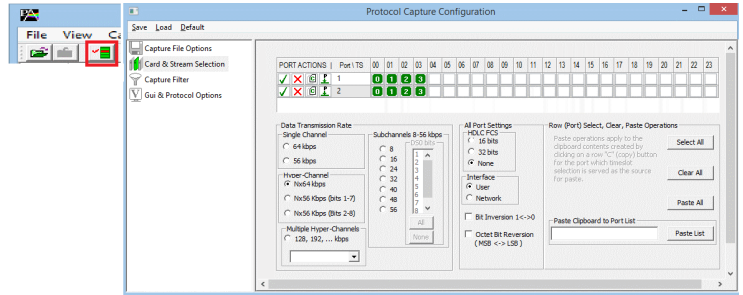 PA
File View Ca
Protocol Capture Configuration
Save Load Default
Capture File Options
Card & Stream Selection
Capture Filter
Gui & Protocol Options
PORT ACTIONS | Port \ TS 00 01 02 03 04 05 06 07 08 09 10 11 12 13 14 15 16 17 18 19 20 21 22 23
C 1 0 1 2 3
C 2 0 1 2 3
Data Transmission Rate
Single Channel
64 kbps
56 kbps
Hyper-Channel
Nx64 kbps
Nx56 Kbps (bits 1-7)
Nx56 Kbps (Bits 2-8)
Multiple Hyper-Channels
128, 192, ... kbps
Subchannels 8-56 kbps
8
16
24
32
40
48
56
DS0 bits
1
2
3
4
5
6
7
8
All
None
All Port Settings
HDLC FCS
16 bits
32 bits
None
Interface
User
Network
Bit Inversion 1<->0
Octet Bit Reversion
( MSB <-> LSB )
Row (Port) Select, Clear, Paste Operations
Paste operations apply to the
clipboard contents created by
clicking on a row "C" (copy) button
for the port which timeslot
selection is served as the source
for paste.
Select All
Clear All
Paste All
Paste Clipboard to Port List
Paste List